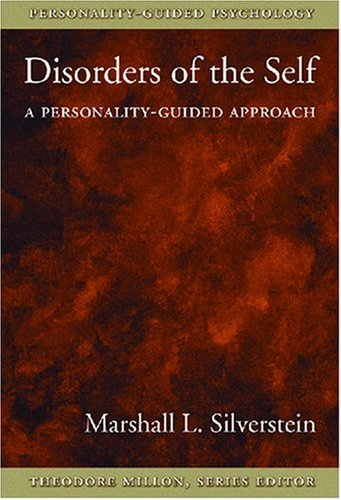 PERSONALITY-GUIDED PSYCHOLOGY
Disorders of the Self
A PERSONALITY-GUIDED APPROACH
Marshall L. Silverstein
THEODORE MILLON, SERIES EDITOR